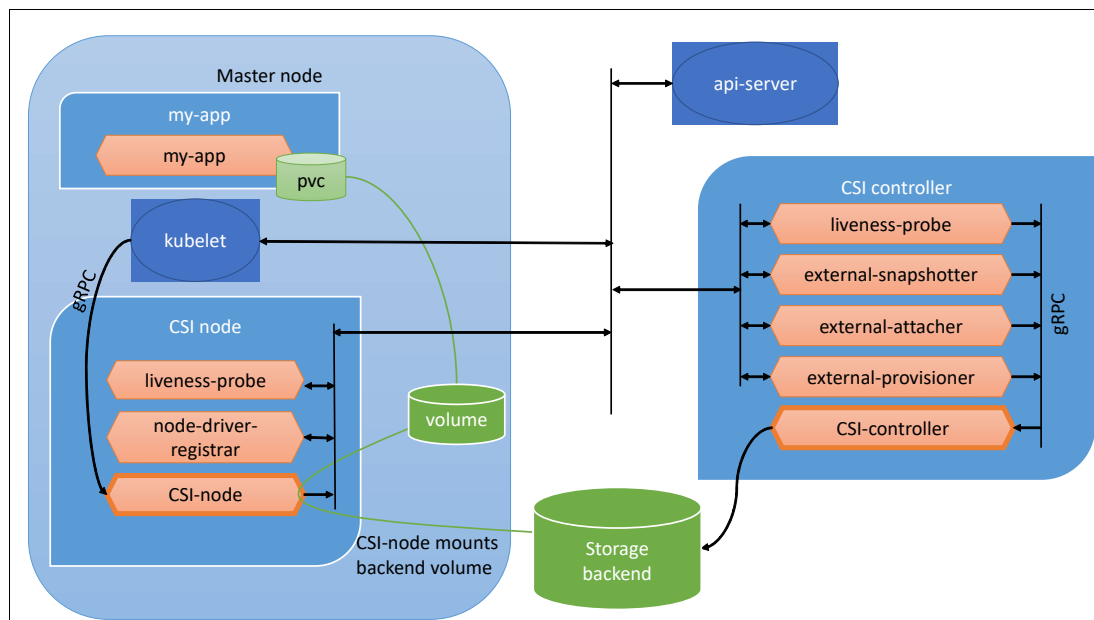 Master node
my-app
my-app
pvc
kubelet
gRPC
CSI node
liveness-probe
node-driver-
registrar
CSI-node
volume
CSI-node mounts
backend volume
Storage
backend
api-server
CSI controller
liveness-probe
external-snapshotter
external-attacher
external-provisioner
CSI-controller
gRPC